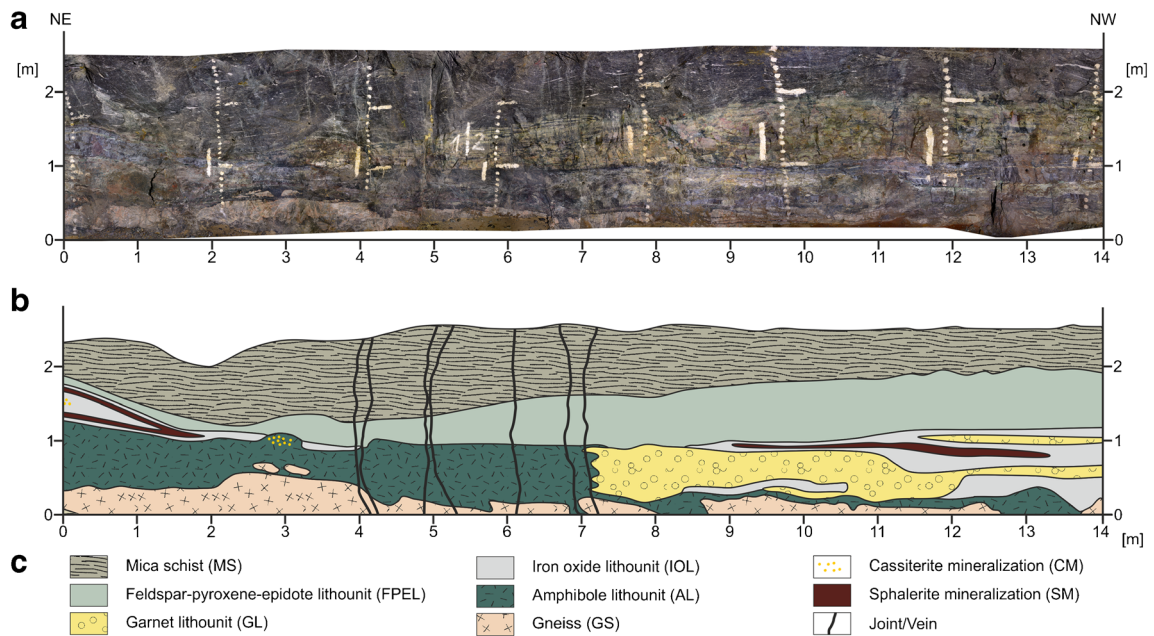 a
NE
NW
[m]
[m]
2
2
1/2
1
1
0
0
0 1 2 3 4 5 6 7 8 9 10 11 12 13 14
b
2
2
1
1
0
0
0 1 2 3 4 5 6 7 8 9 10 11 12 13 14
[m]
c
Mica schist (MS)
Iron oxide lithounit (IOL)
Cassiterite mineralization (CM)
Feldspar-pyroxene-epidote lithounit (FPEL)
Amphibole lithounit (AL)
Sphalerite mineralization (SM)
Garnet lithounit (GL)
Gneiss (GS)
Joint/Vein